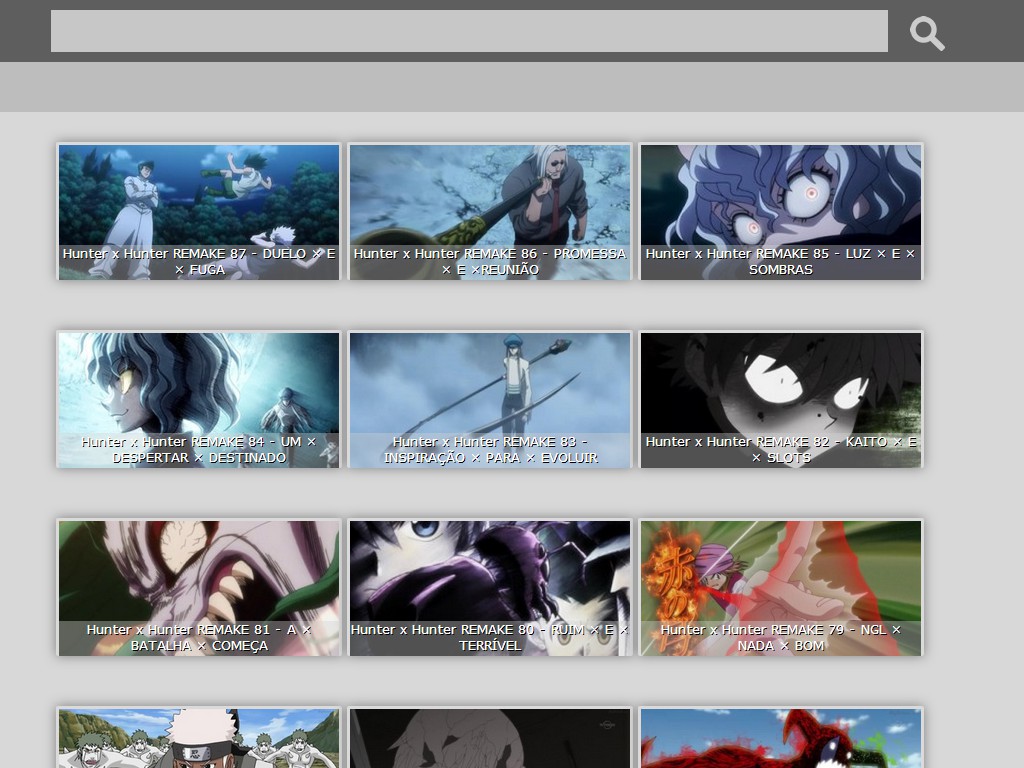 Hunter x Hunter REMAKE 87 - DUELO × E
× FUGA
Hunter x Hunter REMAKE 86 - PROMESSA
× E ×REUNIÃO
Hunter x Hunter REMAKE 85 - LUZ × E ×
SOMBRAS
Hunter x Hunter REMAKE 84 - UM ×
DESPERTAR × DESTINADO
Hunter x Hunter REMAKE 83 -
INSPIRAÇÃO × PARA × EVOLUIR
Hunter x Hunter REMAKE 82 - KAITO × E
× SLOTS
Hunter x Hunter REMAKE 81 - A ×
BATALHA × COMEÇA
Hunter x Hunter REMAKE 80 - RUIM × E ×
TERRÍVEL
赤の
Hunter x Hunter REMAKE 79 - NGL ×
NADA × BOM